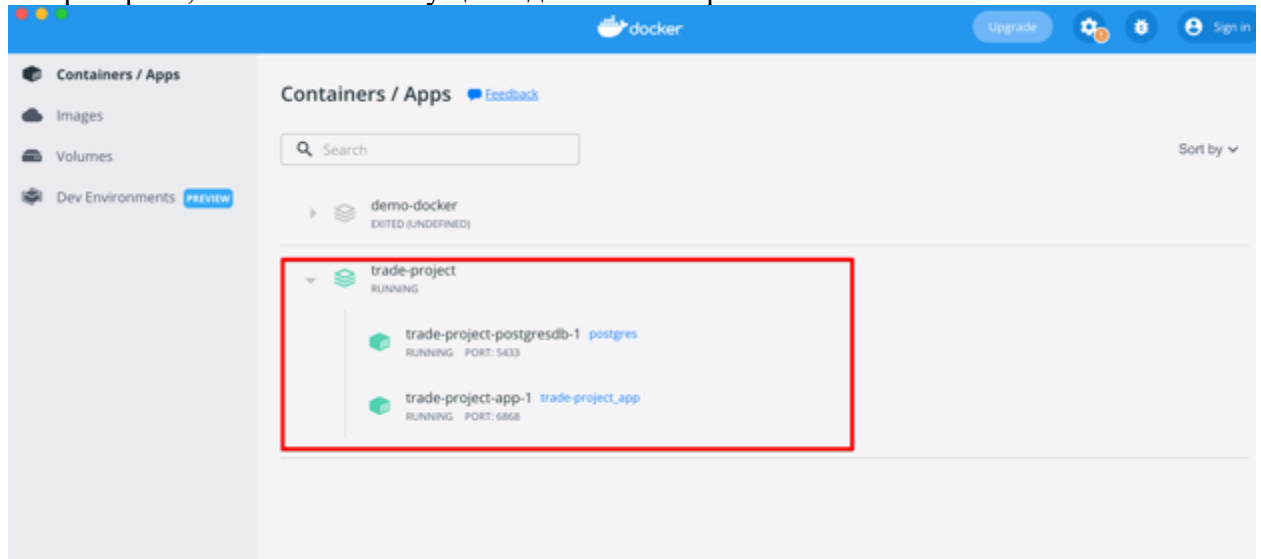 docker
Upgrade
Sign in
Containers / Apps
Images
Volumes
Dev Environments PREVIEW
Containers / Apps Feedback
Search
Sort by
demo-docker
EXITED (UNDEFINED)
trade-project
RUNNING
trade-project-postgresdb-1 postgres
RUNNING PORT: 5433
trade-project-app-1 trade-project_app
RUNNING PORT: 6868